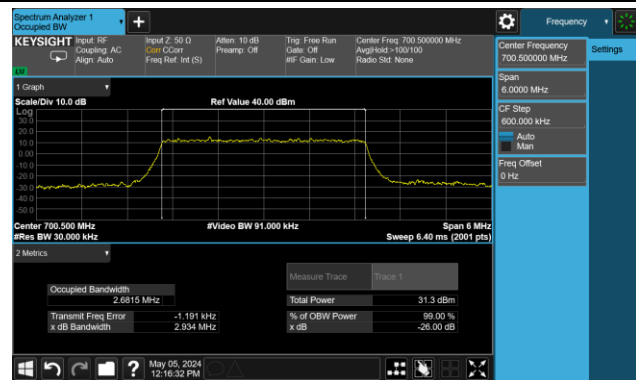 Spectrum Analyzer 1
Occupied BW
+
Frequency
KEYSIGHT
Input: RF
Coupling: AC
Align: Auto
Input Z: 50 Ω
Corr CCorr
Freq Ref: Int (S)
Atten: 10 dB
Preamp: Off
Trig: Free Run
Gate: Off
#IF Gain: Low
Center Freq: 700.500000 MHz
Avg|Hold:>100/100
Radio Std: None
Center Frequency
700.500000 MHz
Settings
Span
6.0000 MHz
CF Step
600.000 kHz
Auto
Man
Freq Offset
0 Hz
1 Graph
Scale/Div 10.0 dB
Ref Value 40.00 dBm
Log
30.0
20.0
10.0
0.00
-10.0
-20.0
-30.0
-40.0
-50.0
Center 700.500 MHz
#Video BW 91.000 kHz
Span 6 MHz
#Res BW 30.000 kHz
Sweep 6.40 ms (2001 pts)
2 Metrics
Measure Trace
Trace 1
Occupied Bandwidth
2.6815 MHz
Total Power
31.3 dBm
Transmit Freq Error
-1.191 kHz
% of OBW Power
99.00 %
x dB Bandwidth
2.934 MHz
x dB
-26.00 dB
?
May 05, 2024
12:16:32 PM